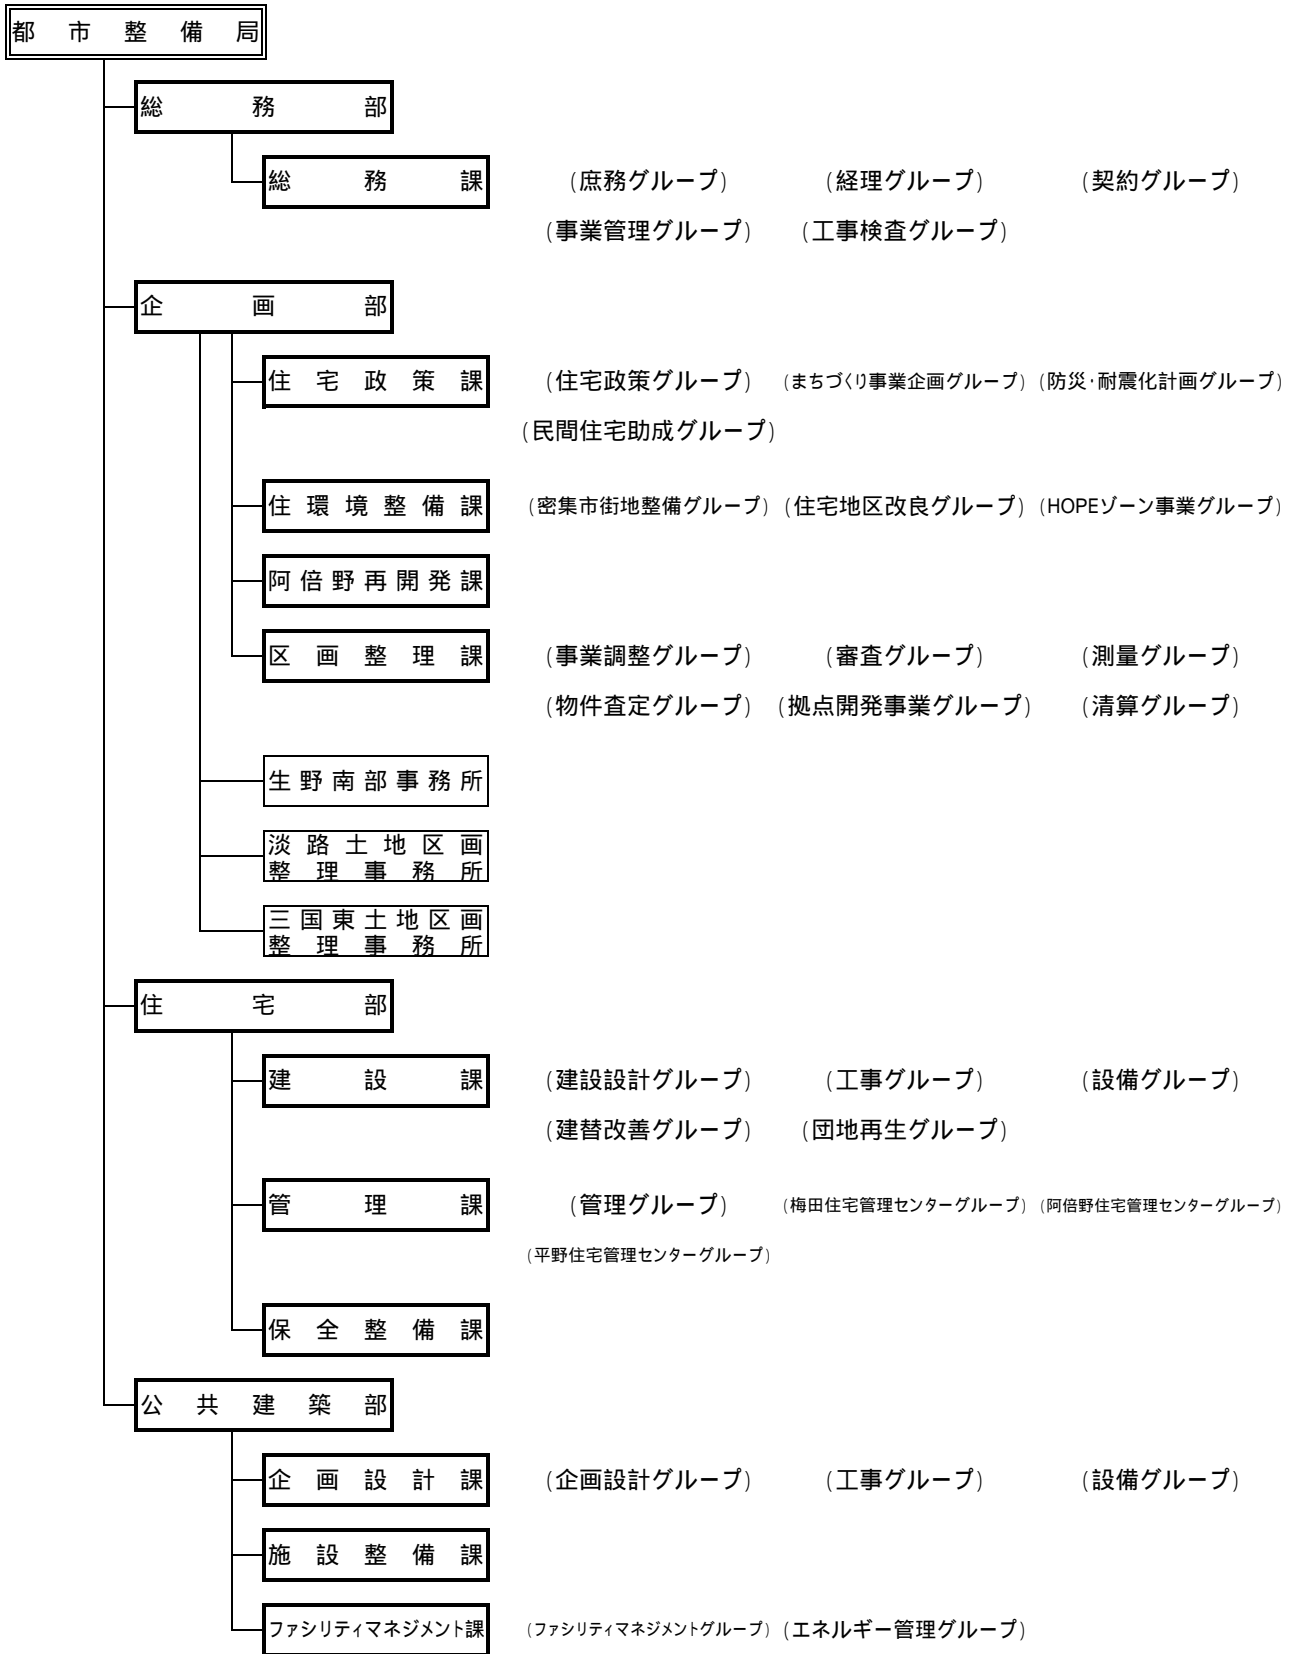 都市整備局
総務部
総務課 (庶務グループ) (経理グループ) (契約グループ)
(事業管理グループ) (工事検査グループ)
企画部
住宅政策課 (住宅政策グループ) (まちづくり事業企画グループ) (防災・耐震化計画グループ)
(民間住宅助成グループ)
住環境整備課 (密集市街地整備グループ) (住宅地区改良グループ) (HOPEゾーン事業グループ)
阿倍野再開発課
区画整理課 (事業調整グループ) (審査グループ) (測量グループ)
(物件査定グループ) (拠点開発事業グループ) (清算グループ)
生野南部事務所
淡路土地区画
整理事務所
三国東土地区画
整理事務所
住宅部
建設課 (建設設計グループ) (工事グループ) (設備グループ)
(建替改善グループ) (団地再生グループ)
管理課 (管理グループ) (梅田住宅管理センターグループ) (阿倍野住宅管理センターグループ)
(平野住宅管理センターグループ)
保全整備課
公共建築部
企画設計課 (企画設計グループ) (工事グループ) (設備グループ)
施設整備課
ファシリティマネジメント課 (ファシリティマネジメントグループ) (エネルギー管理グループ)